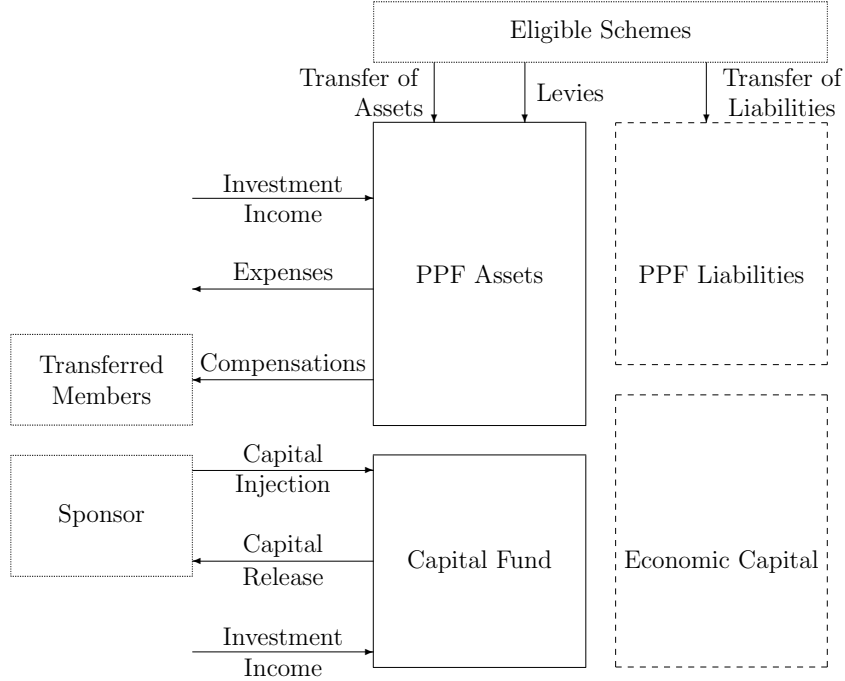 Eligible Schemes
Transfer of
Assets
Levies
Transfer of
Liabilities
Investment
Income
Expenses
PPF Assets
PPF Liabilities
Transferred
Members
Compensations
Sponsor
Capital
Injection
Capital
Release
Capital Fund
Economic Capital
Investment
Income